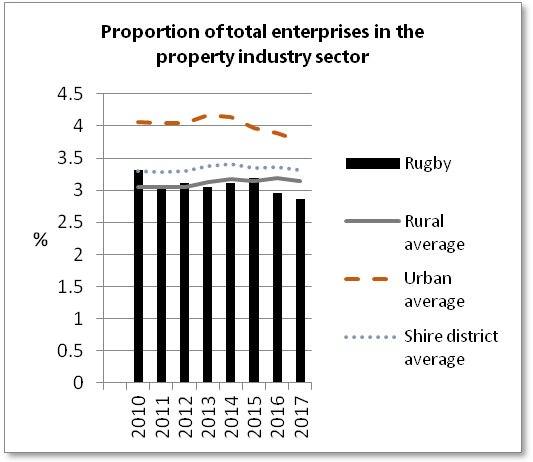 Proportion of total enterprises in the
property industry sector
4.5
4
3.5
3
2.5
2
1.5
1
0.5
0
%
2010
2011
2012
2013
2014
2015
2016
2017
Rugby
Rural
average
Urban
average
Shire district
average